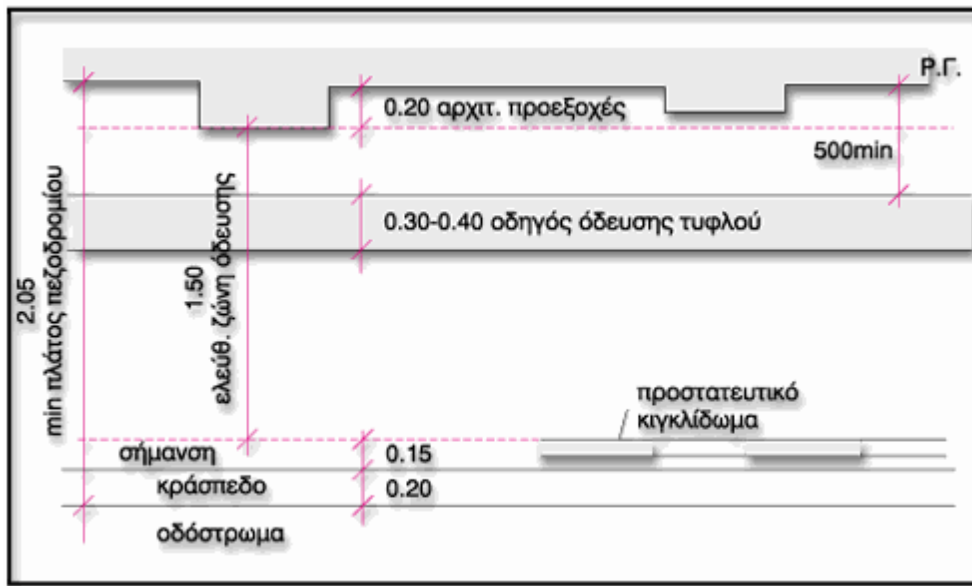 Ρ.Γ.
0.20 αρχιτ. προεξοχές
500min
0.30-0.40 οδηγός όδευσης τυφλού
2.05
min πλάτος πεζοδρομίου
1.50
ελεύθ. ζώνη όδευσης
προστατευτικό
κιγκλίδωμα
σήμανση 0.15
κράσπεδο 0.20
οδόστρωμα